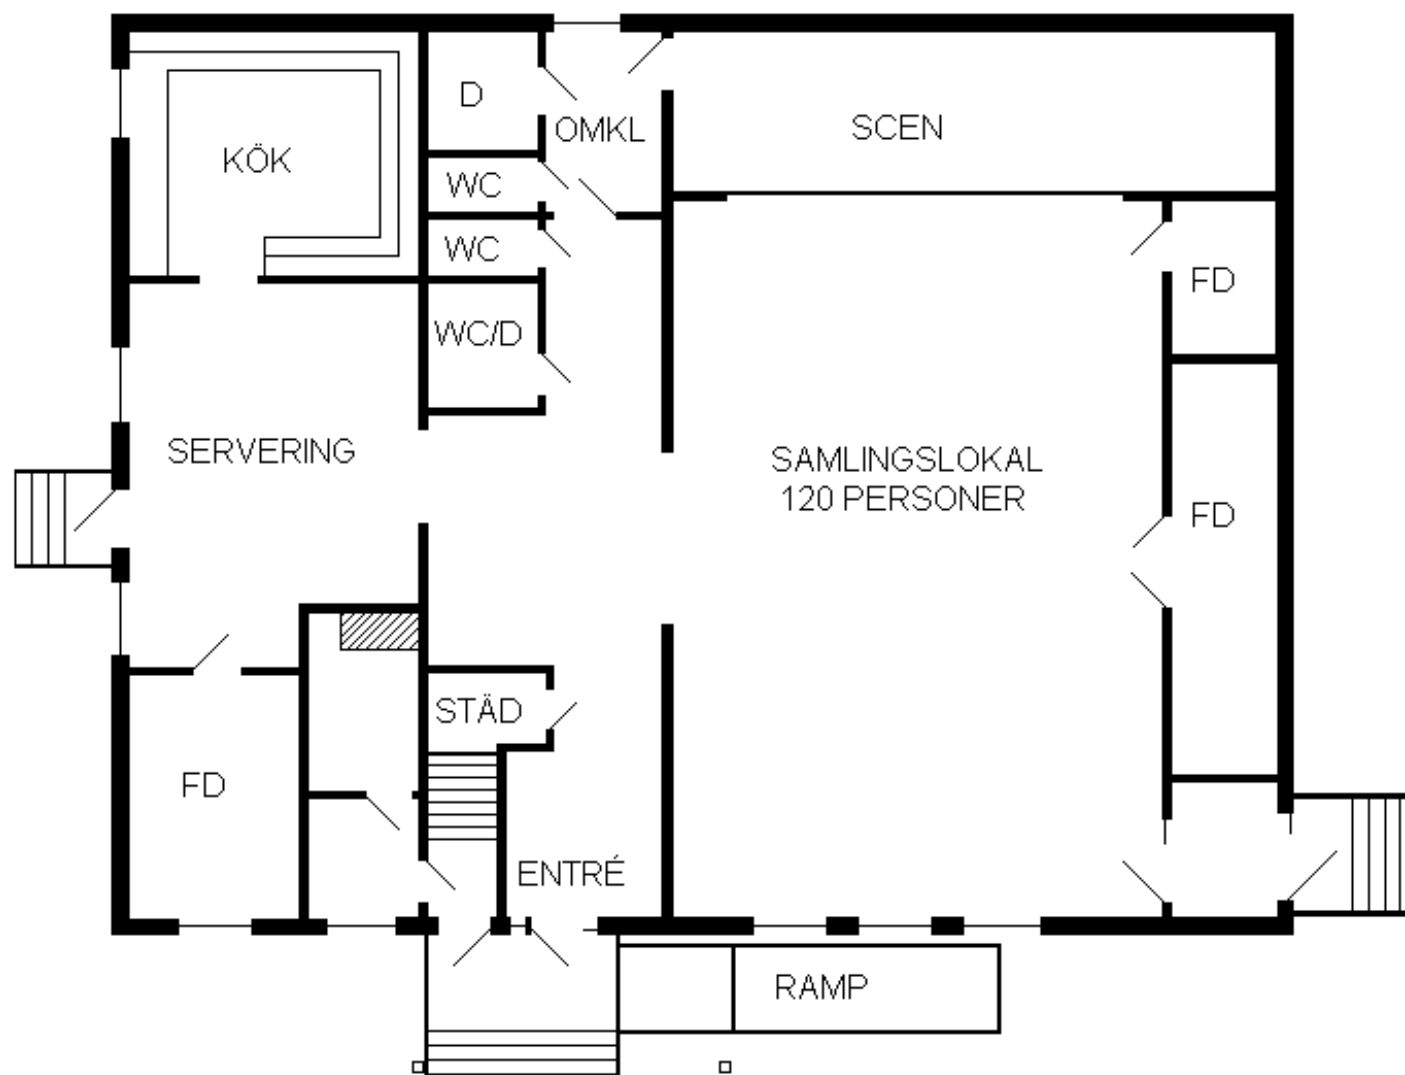 D
OMKL
SCEN
KÖK
WC
WC
FD
WC/D
SERVERING
SAMLINGSLOKAL
120 PERSONER
FD
STÄD
FD
ENTRÉ
RAMP